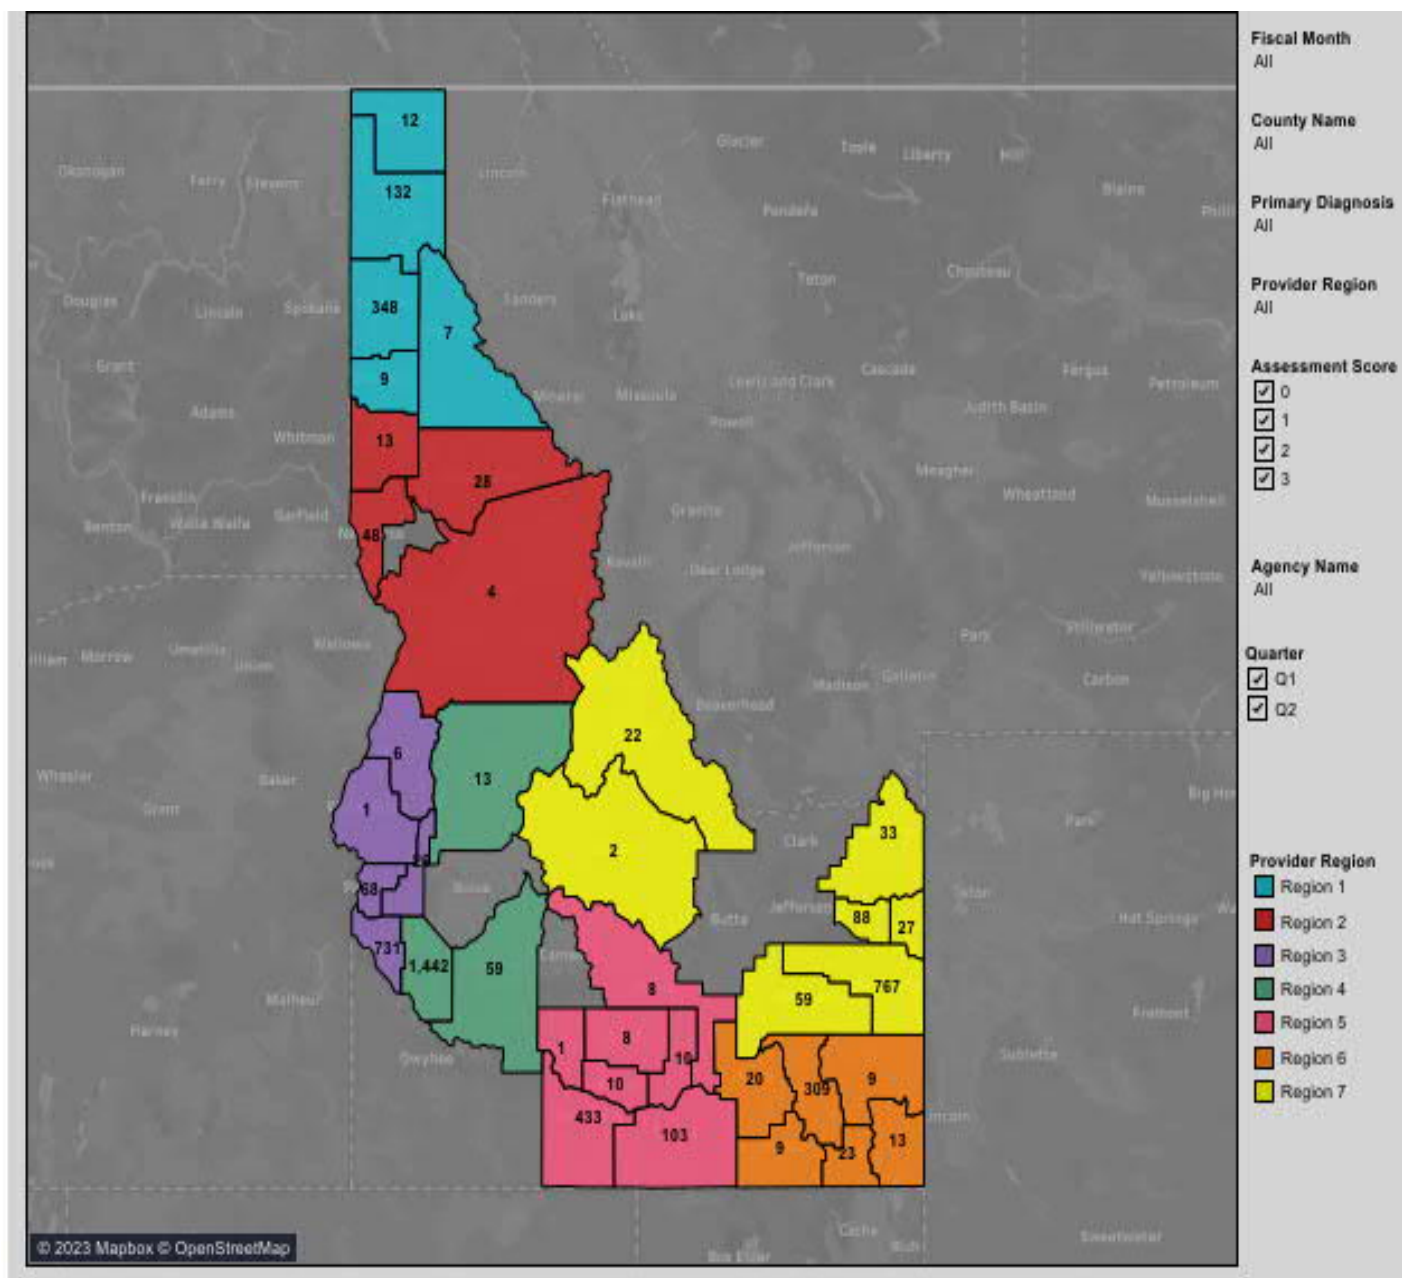 Fiscal Month
All
County Name
All
Primary Diagnosis
All
Provider Region
All
Assessment Score
0
1
2
3
Agency Name
All
Quarter
Q1
Q2
Provider Region
Region 1
Region 2
Region 3
Region 4
Region 5
Region 6
Region 7
12
Glacier Toole Liberty Hill
Okanogan Ferry Stevens Lincoln
132 Flathead Pondera Blaine
Teton Chouteau
Douglas Lincoln Spokane 348 Sanders Lake
7
Grant 9 Lewis and Clark Cascade Fergus Petroleum
Adams Mineral Missoula Judith Basin
Whitman 13 Powell
28 Meagher Wheatland Musselshell
Franklin Garfield Granite
Benton Walla Walla 48 Jefferson
Ravalli Deer Lodge Yellowstone
4
Park Stillwater
Morrow Umatilla Union Wallowa
Madison Gallatin Carbon
Beaverhead
22
6
Wheeler Baker 13 Big Horn
Grant 1 Park
Clark 33
2
68 Boise
Butte Jefferson 88 27 Teton Hot Springs
731 1,442 59 Camas
8 59 767
Malheur Fremont
Harney 8
Owyhee 1 10 Sublette
10 20 309 9
433 103 Lincoln
9 23 13
Cache Rich Sweetwater
Box Elder
© 2023 Mapbox © OpenStreetMap